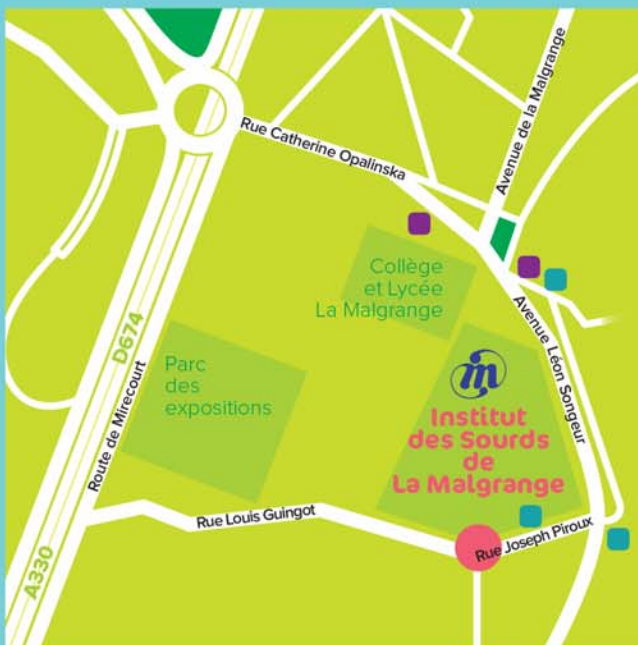 Avenue de la Malgrange
Rue Catherine Opalinska
Collège
et Lycée
La Malgrange
Avenue Léon Songeur
D674
Route de Mirecourt
Parc
des
expositions
m
Institut
des Sourds
de
La Malgrange
Rue Louis Guingot
Rue Joseph Piroux
A330